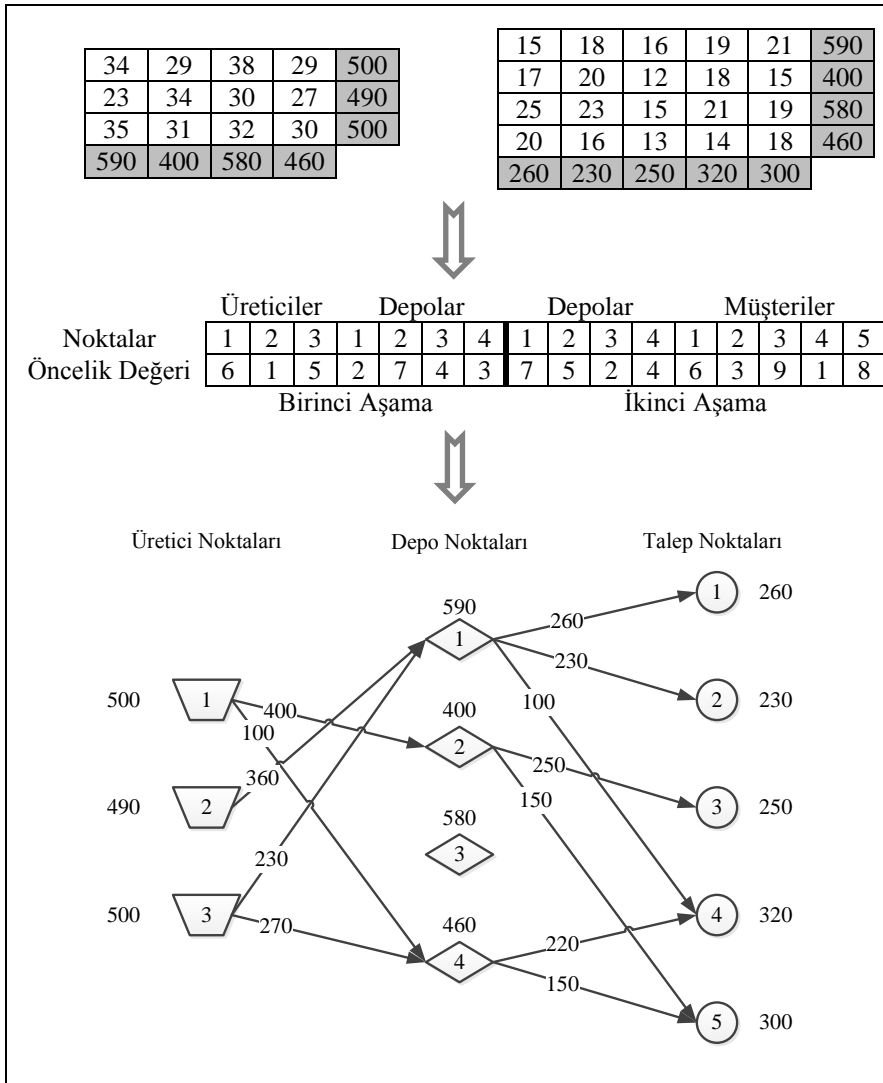 34 29 38 29 500
23 34 30 27 490
35 31 32 30 500
590 400 580 460
15 18 16 19 21 590
17 20 12 18 15 400
25 23 15 21 19 580
20 16 13 14 18 460
260 230 250 320 300
Üreticiler Depolar Depolar Müşteriler
Noktalar 1 2 3 1 2 3 4 1 2 3 4 1 2 3 4 5
Öncelik Değeri 6 1 5 2 7 4 3 7 5 2 4 6 3 9 1 8
Birinci Aşama İkinci Aşama
Üretici Noktaları Depo Noktaları Talep Noktaları
1 260
590
260
1
230
2 230
500 1 400 400 100
100
2
250
360
150
490 2 3 250
580
3
230
500 3 270 460 220 4 320
4
150
5 300